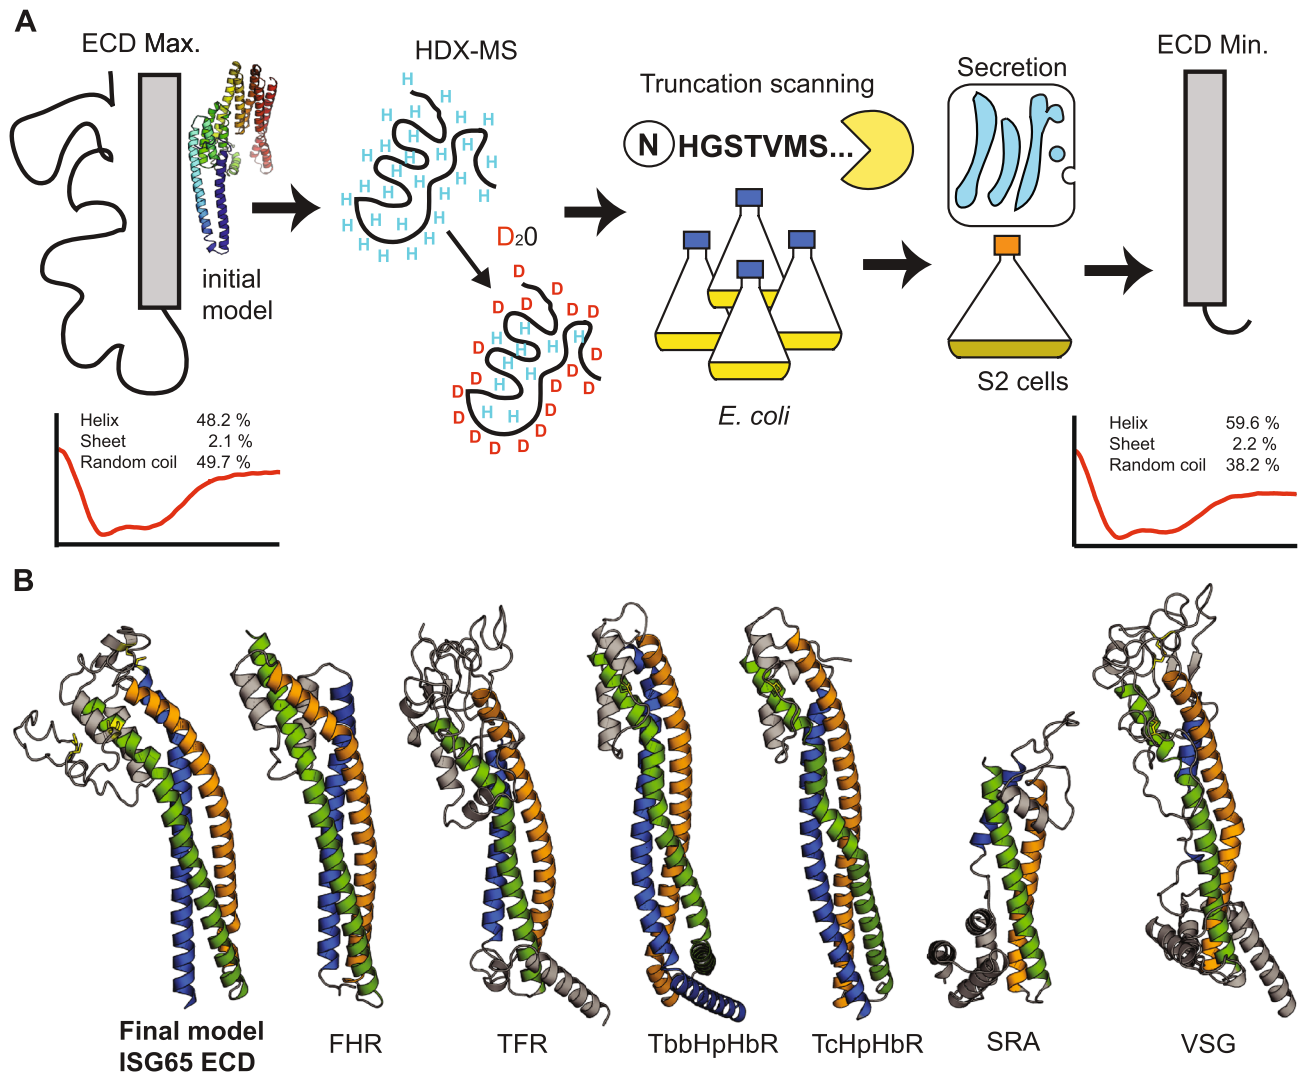 A
ECD Max.
initial
model
HDX-MS
H H H H H H H H H H H H H H H H H H H H H H H H H
D₂0
D D D D D D D D D D D D D D D D D D
H H H H H H H
Truncation scanning
N HGSTVMS...
E. coli
Secretion
S2 cells
ECD Min.
Helix 48.2 %
Sheet 2.1 %
Random coil 49.7 %
Helix 59.6 %
Sheet 2.2 %
Random coil 38.2 %
B
Final model
ISG65 ECD
FHR
TFR
TbbHpHbR
TcHpHbR
SRA
VSG